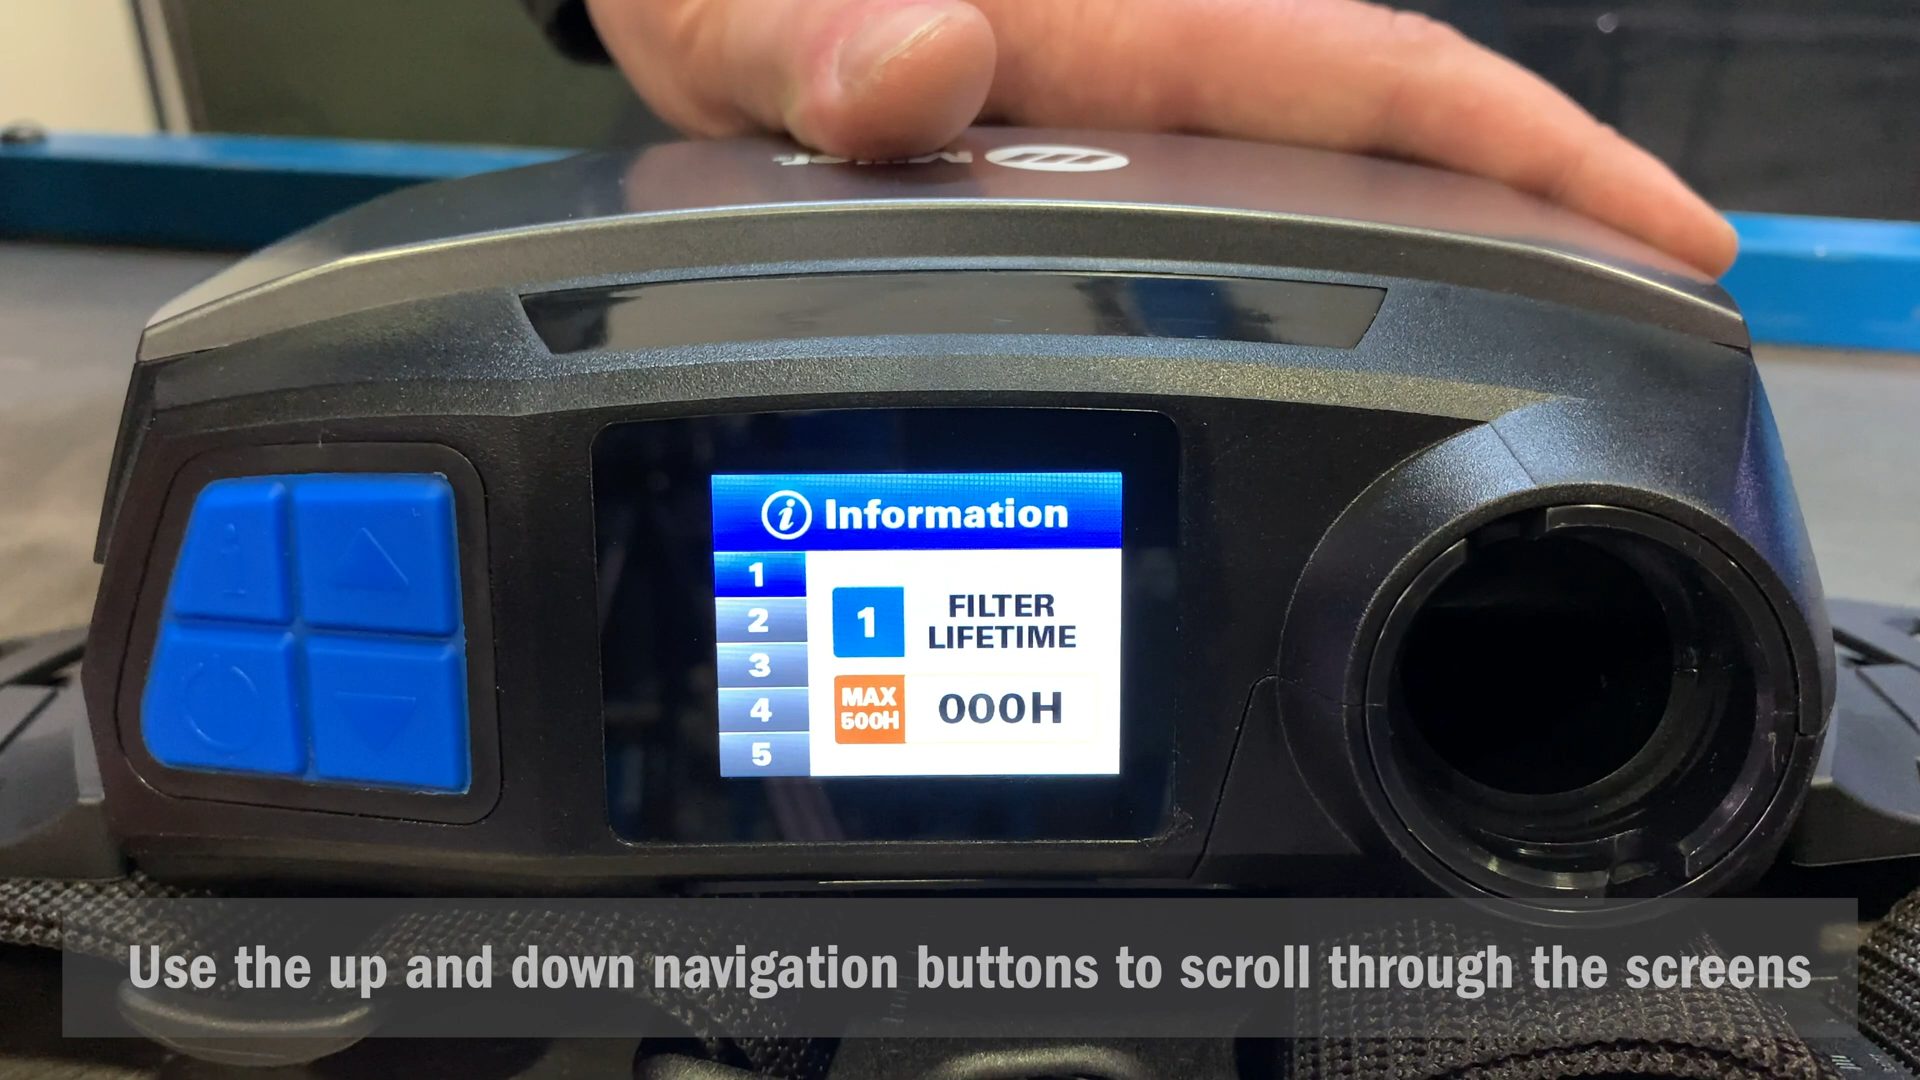 i Information
1
2
3
4
5
1 FILTER
LIFETIME
MAX
500H
000H
Use the up and down navigation buttons to scroll through the screens